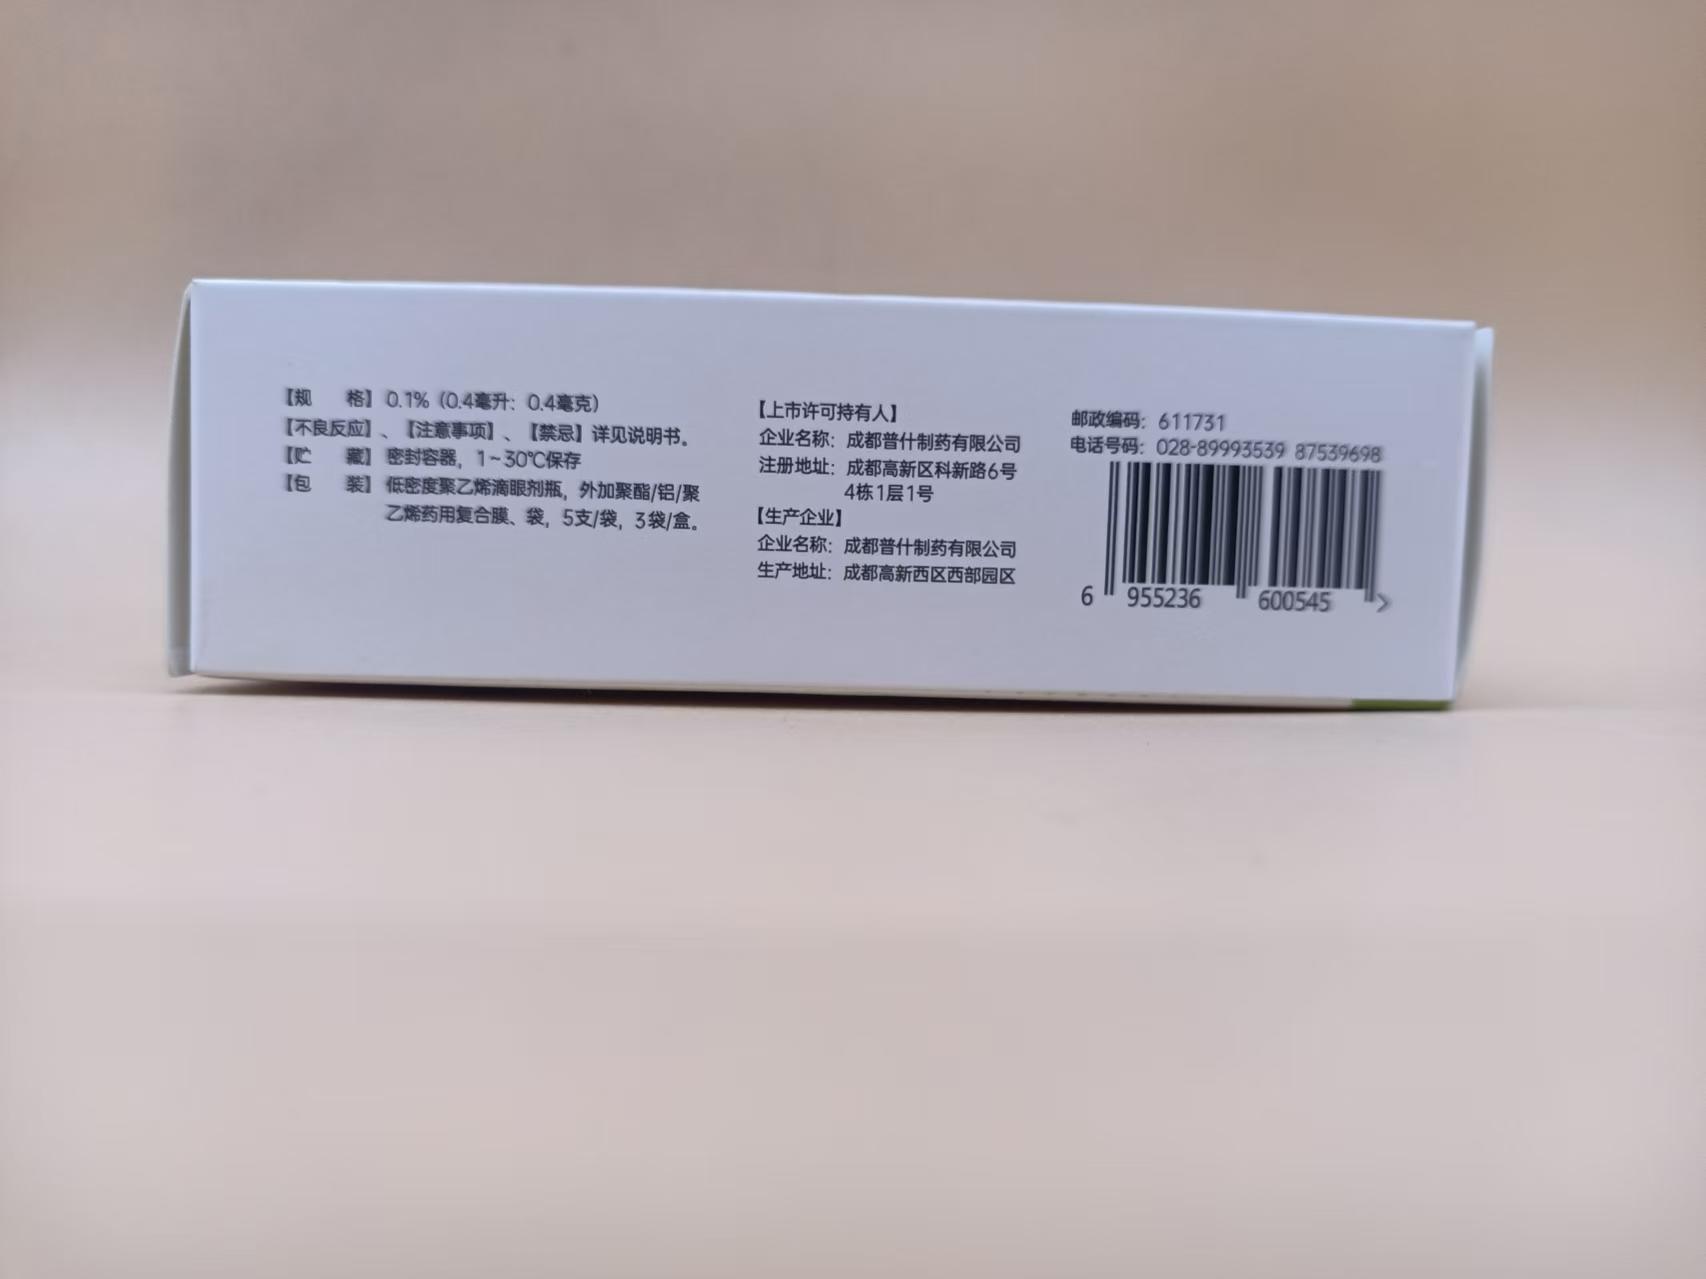 【规　　格】0.1%（0.4毫升：0.4毫克）
【不良反应】、【注意事项】、【禁忌】详见说明书。
【贮　　藏】密封容器，1～30℃保存
【包　　装】低密度聚乙烯滴眼剂瓶，外加聚酯/铝/聚
乙烯药用复合膜、袋，5支/袋，3袋/盒。
【上市许可持有人】
企业名称：成都普什制药有限公司
注册地址：成都高新区科新路6号
4栋1层1号
【生产企业】
企业名称：成都普什制药有限公司
生产地址：成都高新西区西部园区
邮政编码：611731
电话号码：028-89993539 87539698
6 955236 600545 >